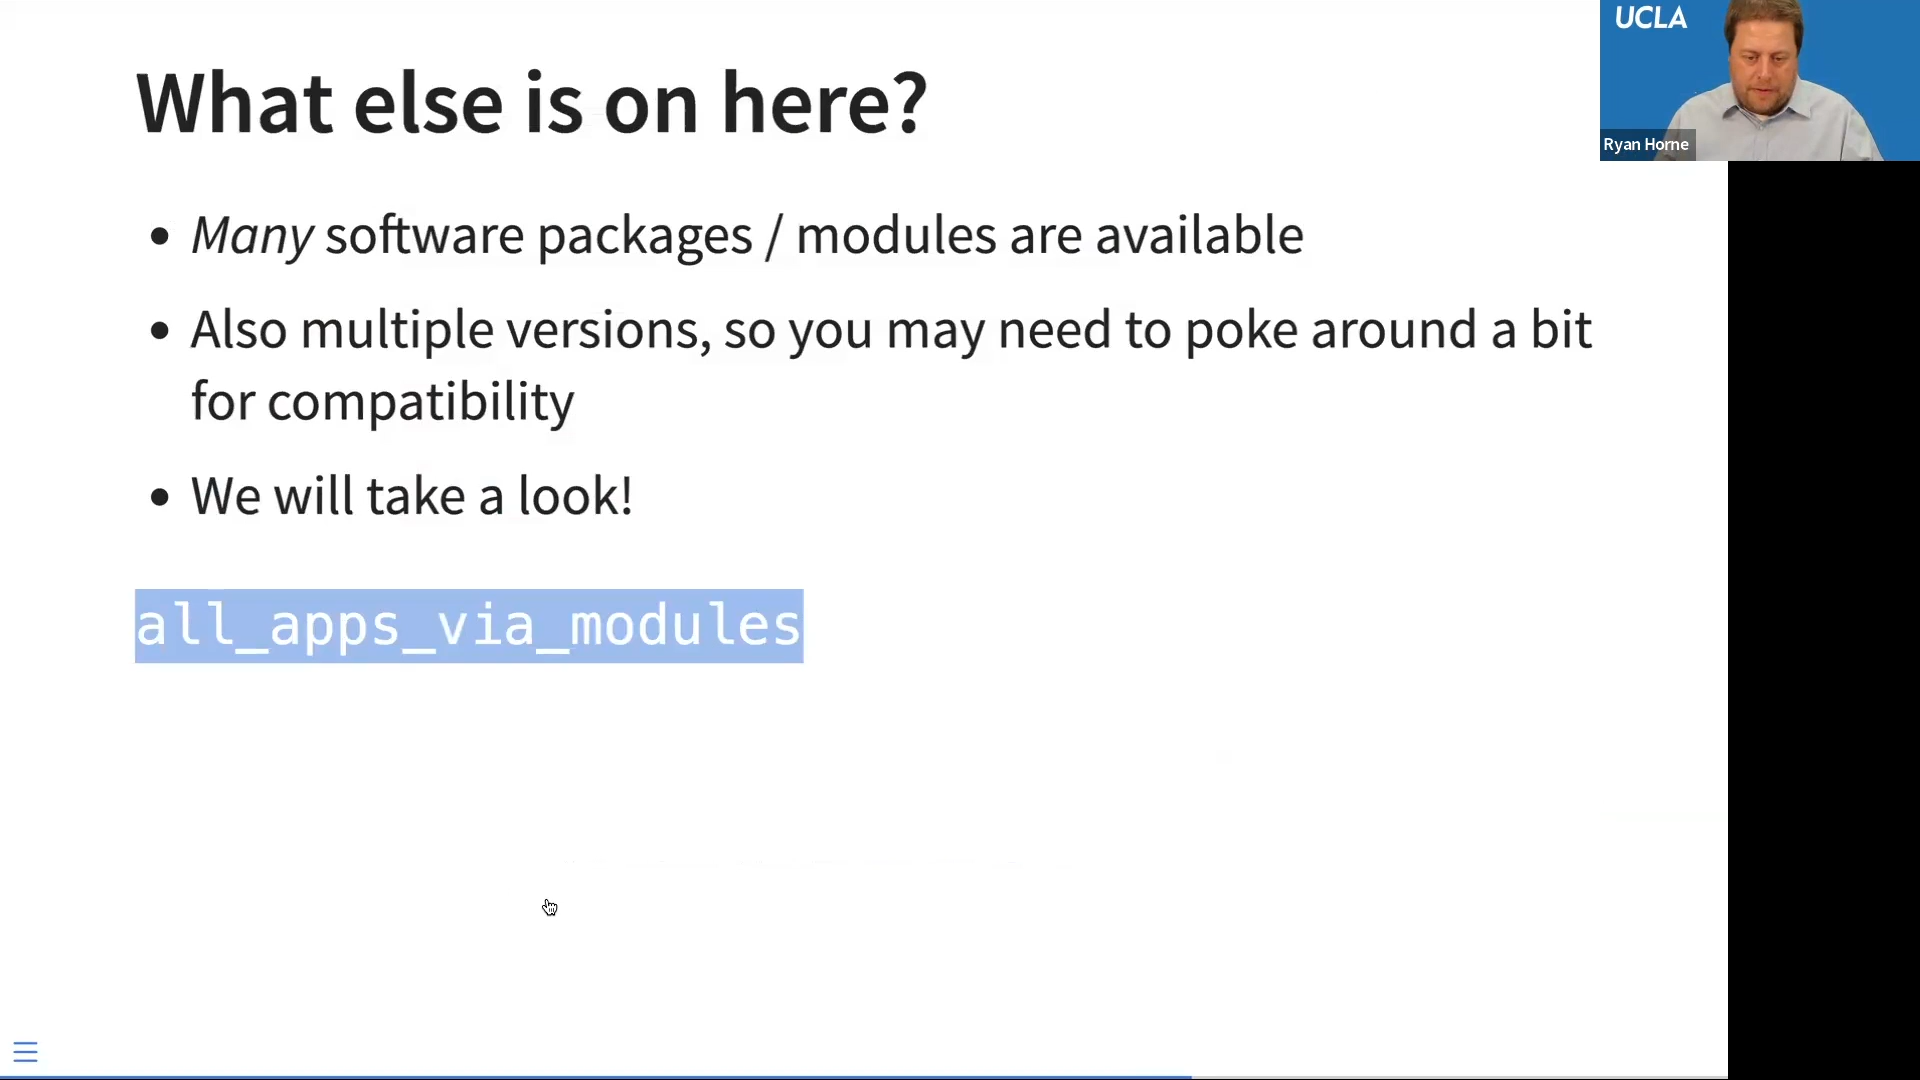 UCLA
Ryan Horne
What else is on here?
• Many software packages / modules are available
• Also multiple versions, so you may need to poke around a bit
for compatibility
• We will take a look!
all_apps_via_modules